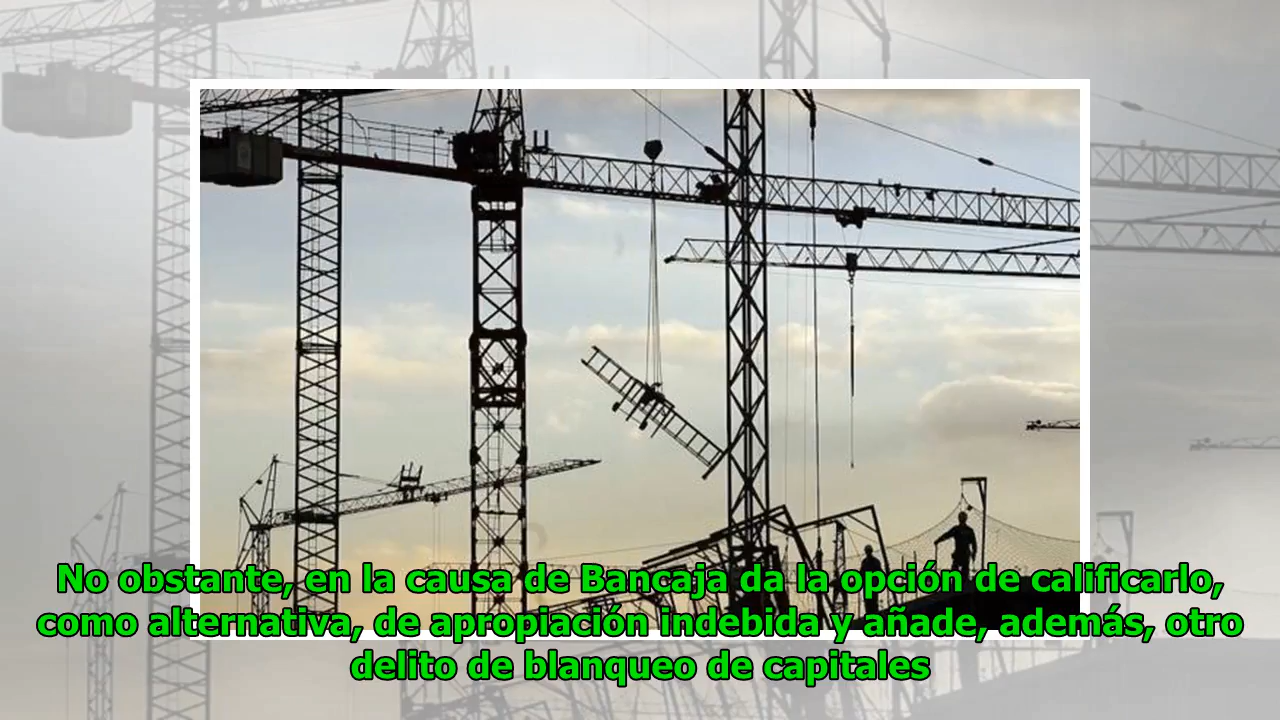 No obstante, en la causa de Bancaja da la opción de calificarlo,
como alternativa, de apropiación indebida y añade, además, otro
delito de blanqueo de capitales